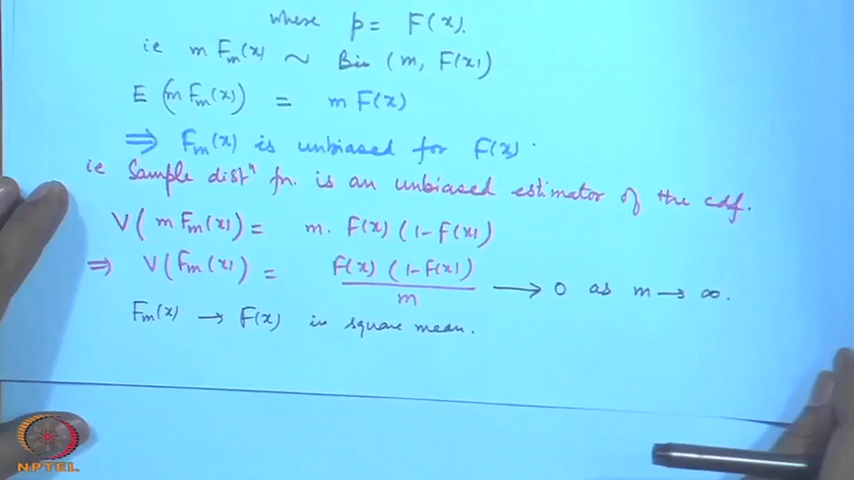 where p = F(x).
ie m Fm(x) ~ Bin (m, F(x))
E (m Fm(x)) = m F(x)
⇒ Fm(x) is unbiased for F(x).
ie Sample distⁿ fn. is an unbiased estimator of the cdf.
V(m Fm(x)) = m. F(x) (1-F(x))
⇒ V(Fm(x)) = F(x) (1-F(x)) / m → 0 as m → ∞.
Fm(x) → F(x) in square mean.
NPTEL